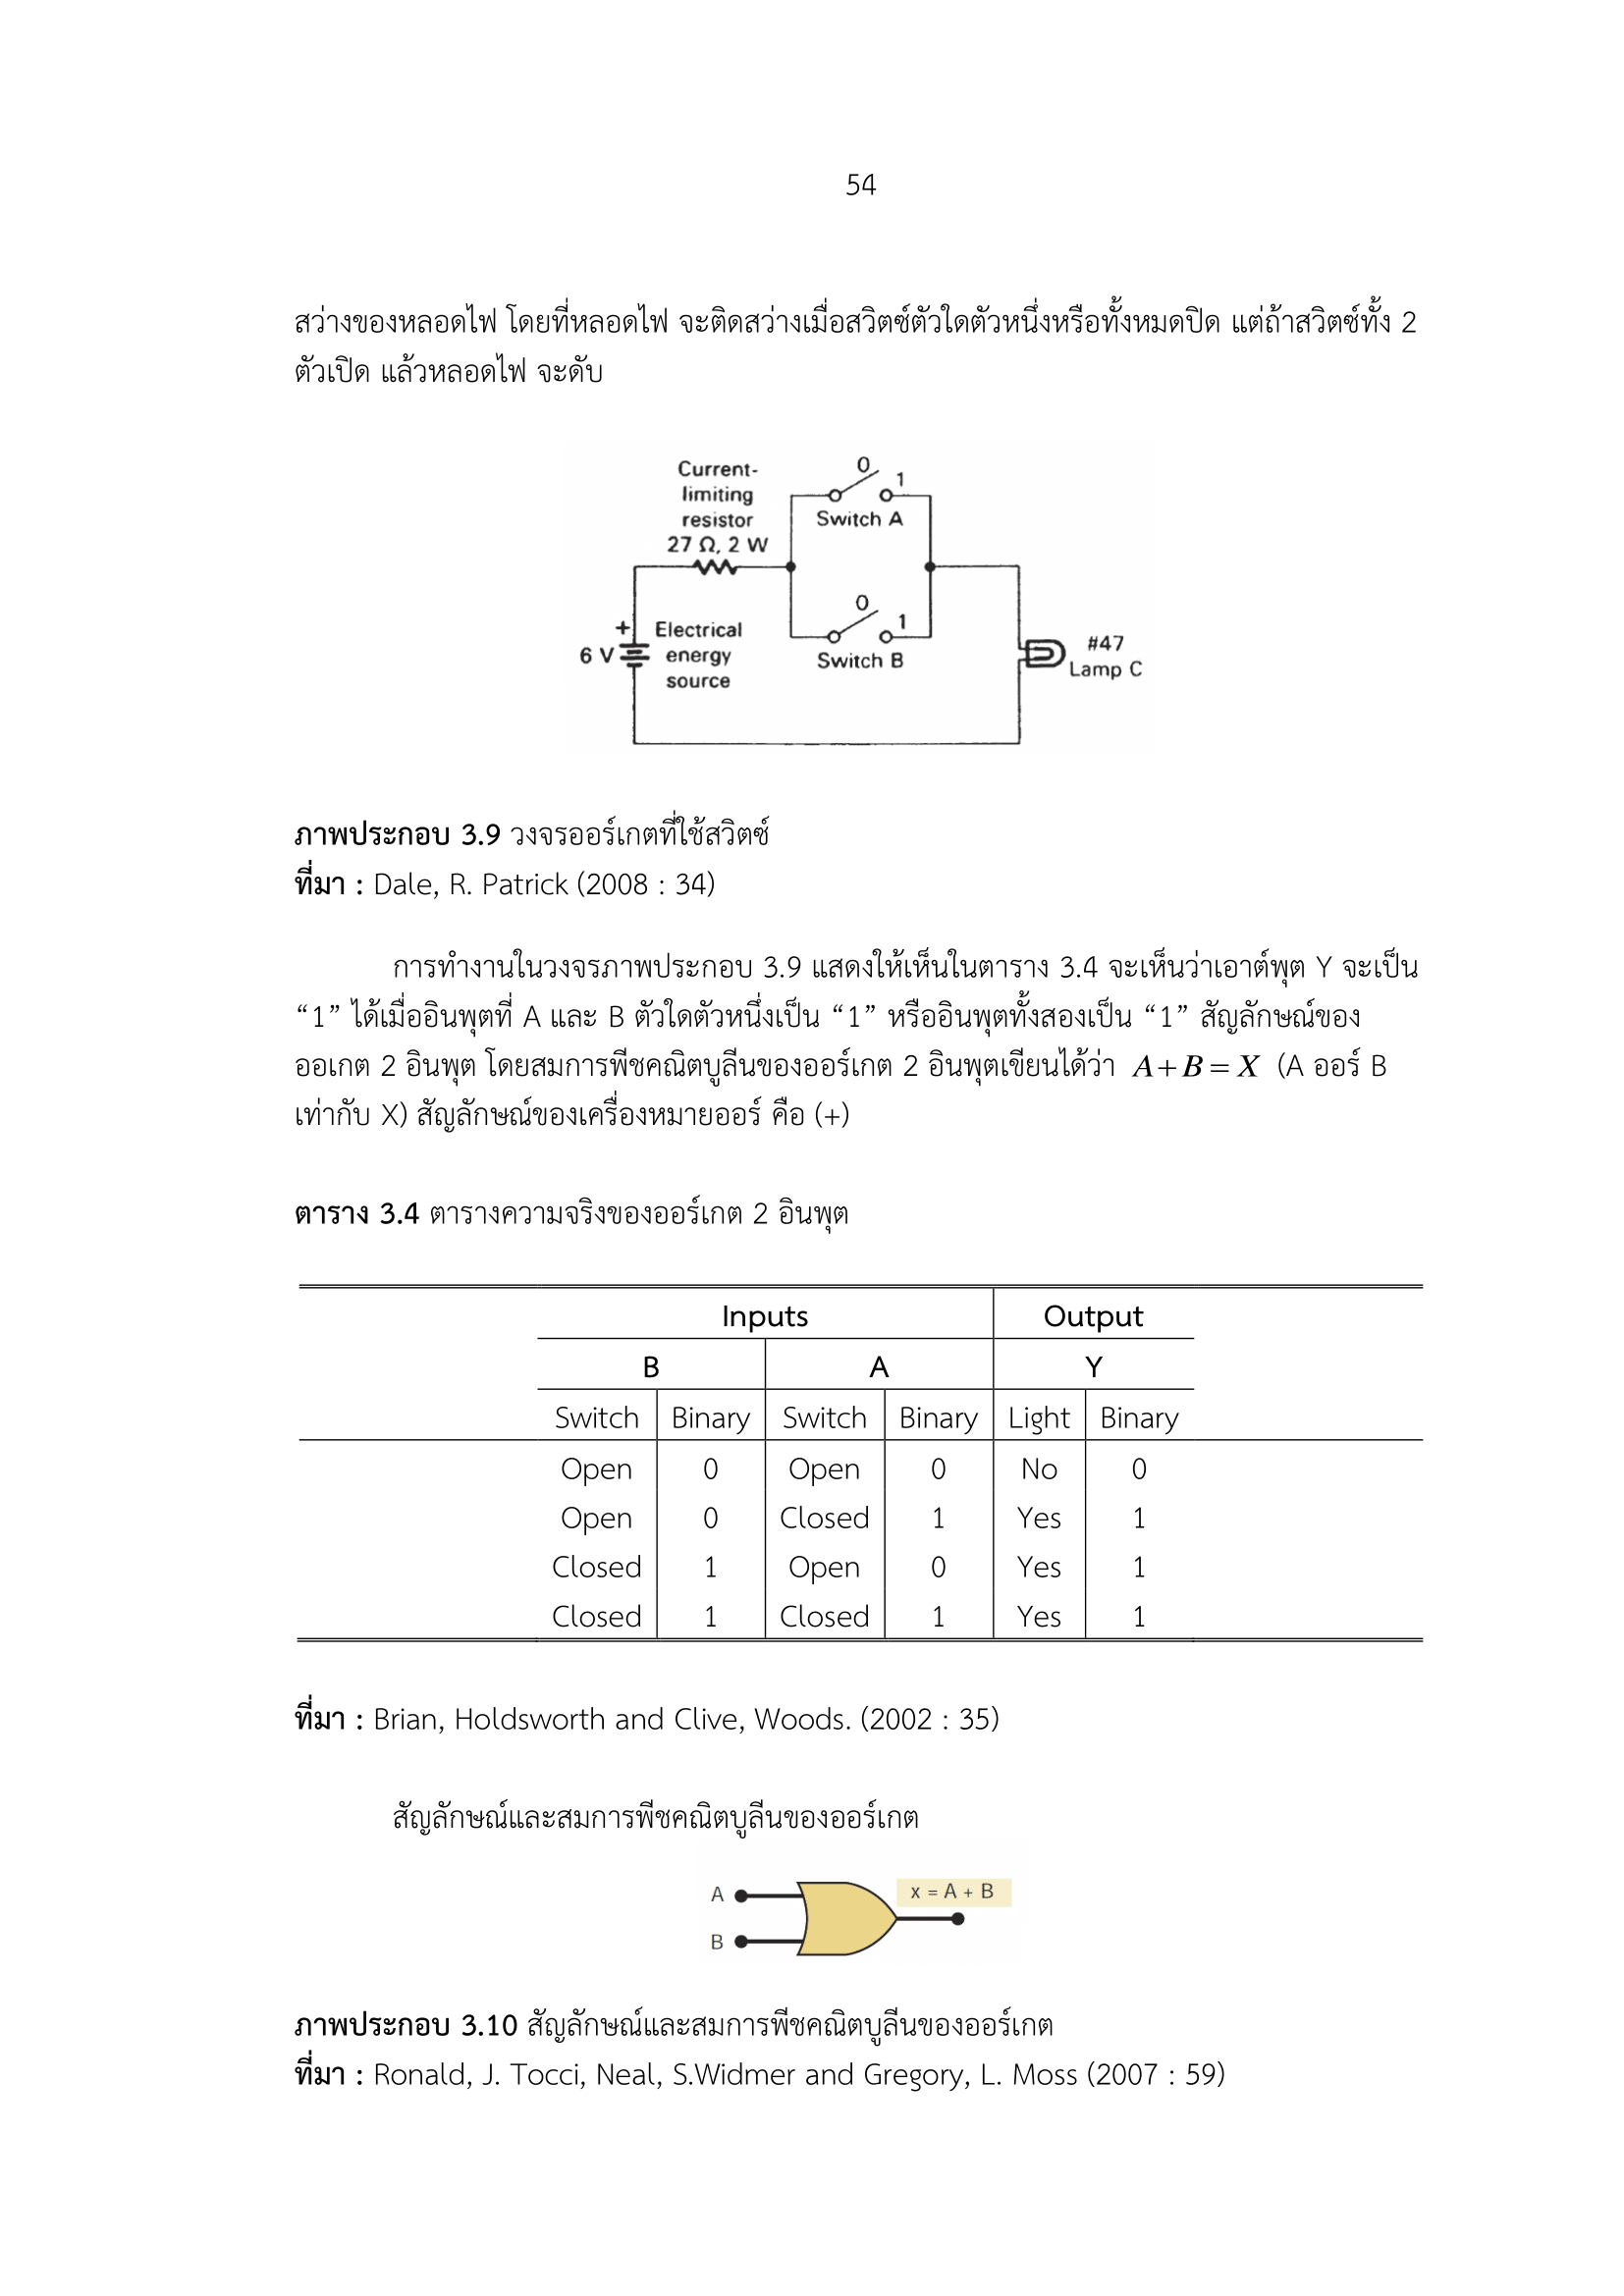 54
สว่างของหลอดไฟ โดยที่หลอดไฟ จะติดสว่างเมื่อสวิตซ์ตัวใดตัวหนึ่งหรือทั้งหมดปิด แต่ถ้าสวิตซ์ทั้ง 2
ตัวเปิด แล้วหลอดไฟ จะดับ
Current-
limiting
resistor
27 Ω, 2 W
0
1
Switch A
0
1
Switch B
+
6 V
Electrical
energy
source
#47
Lamp C
ภาพประกอบ 3.9 วงจรออร์เกตที่ใช้สวิตซ์
ที่มา : Dale, R. Patrick (2008 : 34)
การทำงานในวงจรภาพประกอบ 3.9 แสดงให้เห็นในตาราง 3.4 จะเห็นว่าเอาต์พุต Y จะเป็น
“1” ได้เมื่ออินพุตที่ A และ B ตัวใดตัวหนึ่งเป็น “1” หรืออินพุตทั้งสองเป็น “1” สัญลักษณ์ของ
ออเกต 2 อินพุต โดยสมการพีชคณิตบูลีนของออร์เกต 2 อินพุตเขียนได้ว่า A+B=X (A ออร์ B
เท่ากับ X) สัญลักษณ์ของเครื่องหมายออร์ คือ (+)
ตาราง 3.4 ตารางความจริงของออร์เกต 2 อินพุต
Inputs Output
B A Y
Switch Binary Switch Binary Light Binary
Open 0 Open 0 No 0
Open 0 Closed 1 Yes 1
Closed 1 Open 0 Yes 1
Closed 1 Closed 1 Yes 1
ที่มา : Brian, Holdsworth and Clive, Woods. (2002 : 35)
สัญลักษณ์และสมการพีชคณิตบูลีนของออร์เกต
A
x = A + B
B
ภาพประกอบ 3.10 สัญลักษณ์และสมการพีชคณิตบูลีนของออร์เกต
ที่มา : Ronald, J. Tocci, Neal, S.Widmer and Gregory, L. Moss (2007 : 59)